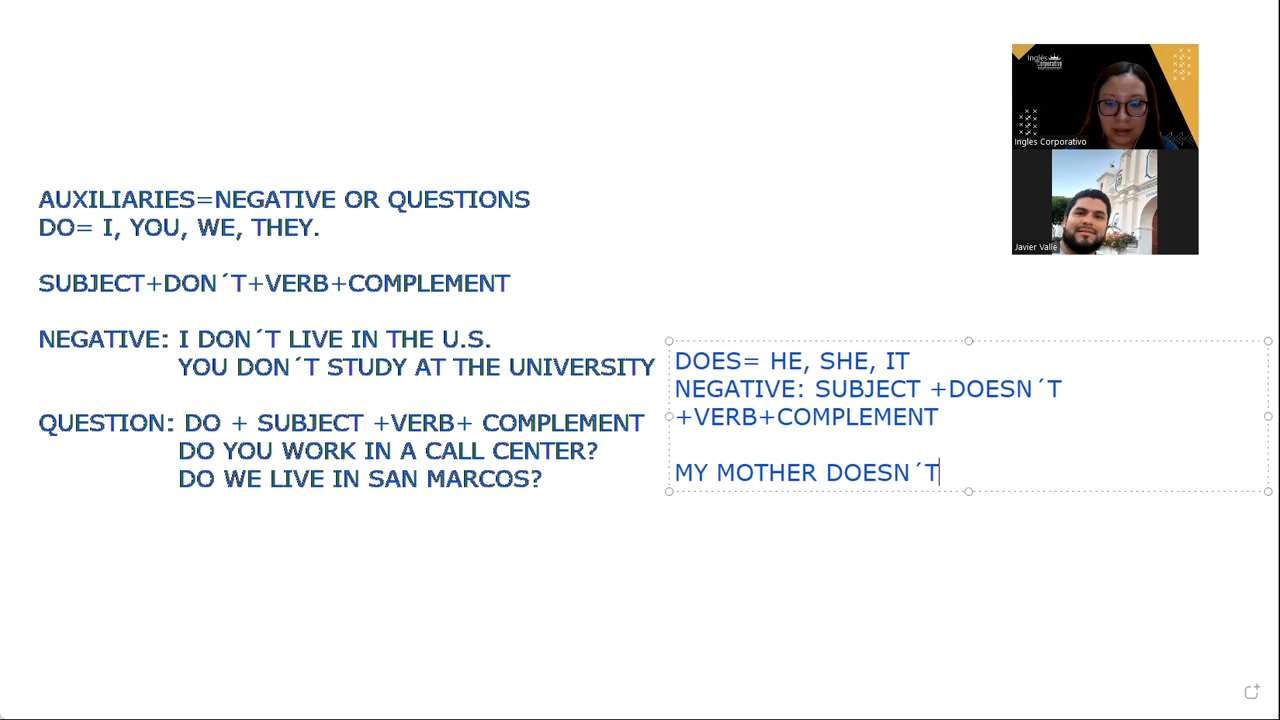 Inglés
Corporativo
Ingles Corporativo
Javier Valle
AUXILIARIES=NEGATIVE OR QUESTIONS
DO= I, YOU, WE, THEY.
SUBJECT+DON´T+VERB+COMPLEMENT
NEGATIVE: I DON´T LIVE IN THE U.S.
YOU DON´T STUDY AT THE UNIVERSITY
QUESTION: DO + SUBJECT +VERB+ COMPLEMENT
DO YOU WORK IN A CALL CENTER?
DO WE LIVE IN SAN MARCOS?
DOES= HE, SHE, IT
NEGATIVE: SUBJECT +DOESN´T
+VERB+COMPLEMENT
MY MOTHER DOESN´T